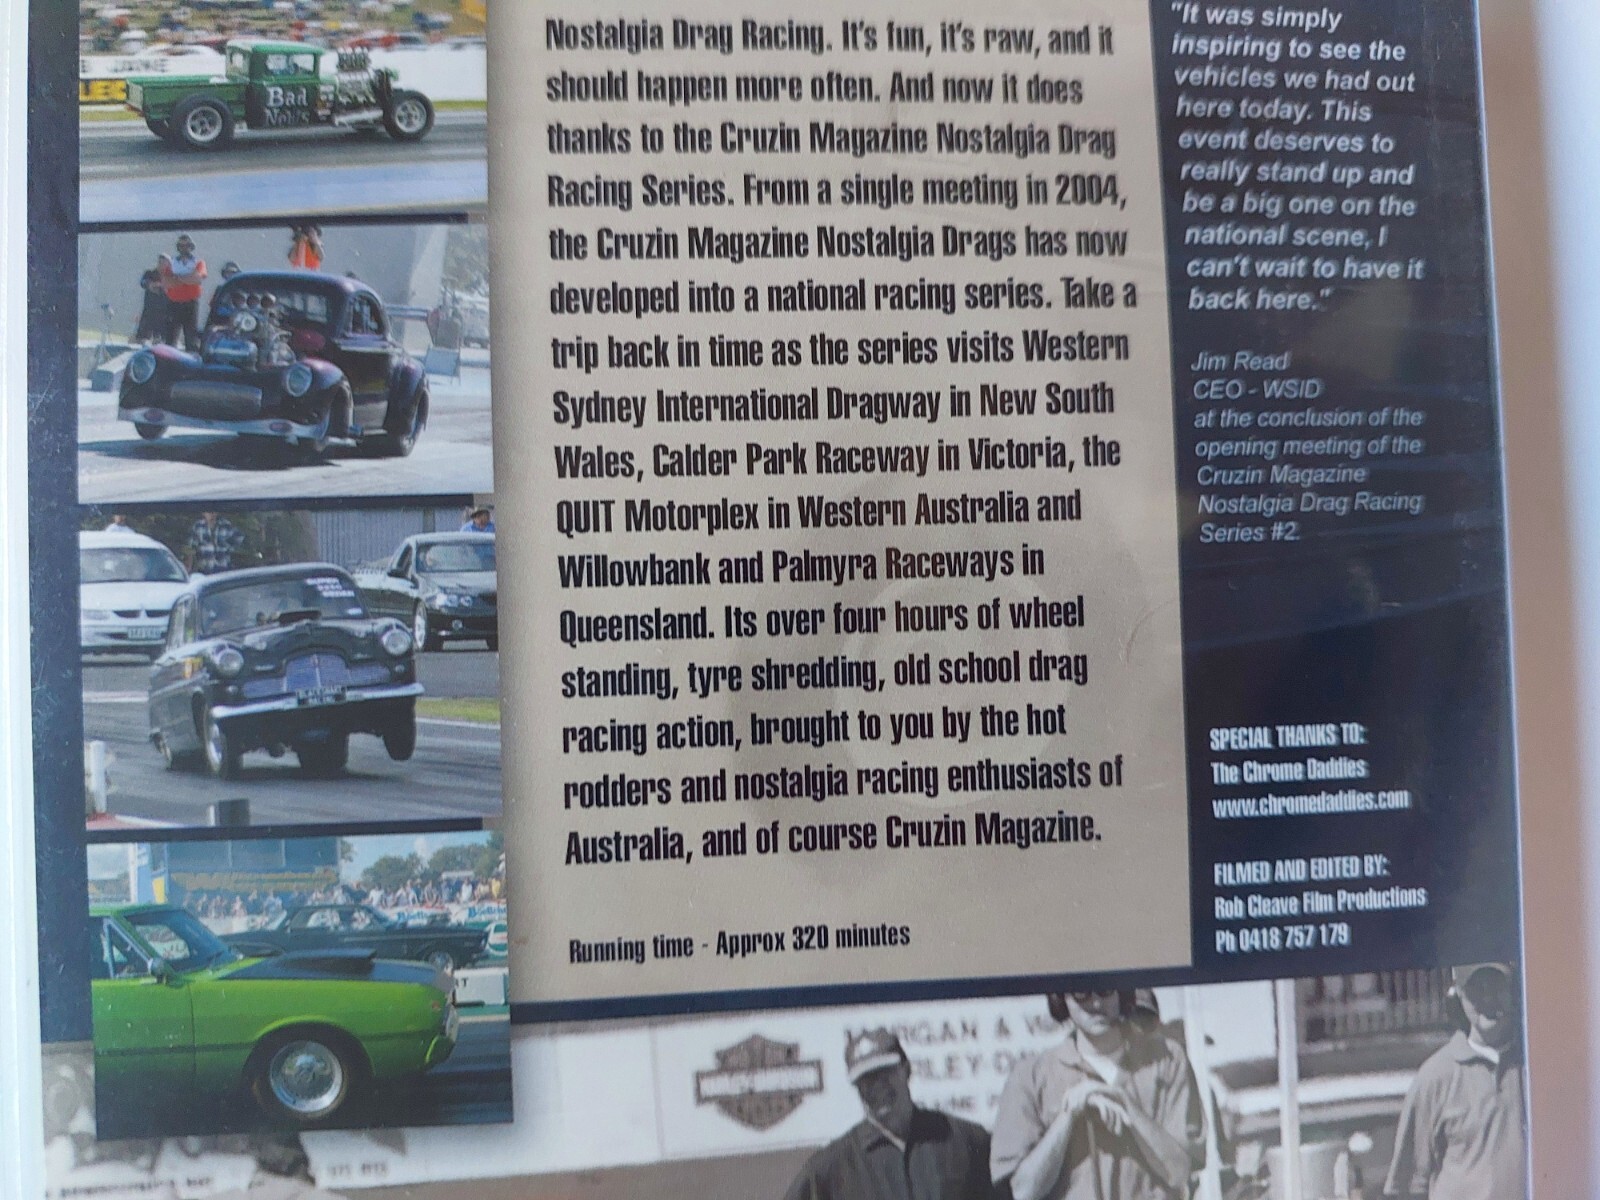 Nostalgia Drag Racing. It's fun, it's raw, and it
should happen more often. And now it does
thanks to the Cruzin Magazine Nostalgia Drag
Racing Series. From a single meeting in 2004,
the Cruzin Magazine Nostalgia Drags has now
developed into a national racing series. Take a
trip back in time as the series visits Western
Sydney International Dragway in New South
Wales, Calder Park Raceway in Victoria, the
QUIT Motorplex in Western Australia and
Willowbank and Palmyra Raceways in
Queensland. Its over four hours of wheel
standing, tyre shredding, old school drag
racing action, brought to you by the hot
rodders and nostalgia racing enthusiasts of
Australia, and of course Cruzin Magazine.
Running time - Approx 320 minutes
"It was simply
inspiring to see the
vehicles we had out
here today. This
event deserves to
really stand up and
be a big one on the
national scene, I
can't wait to have it
back here."
Jim Read
CEO - WSID
at the conclusion of the
opening meeting of the
Cruzin Magazine
Nostalgia Drag Racing
Series #2.
SPECIAL THANKS TO:
The Chrome Daddies
www.chromedaddies.com
FILMED AND EDITED BY:
Rob Cleave Film Productions
Ph 0418 757 179
Bad